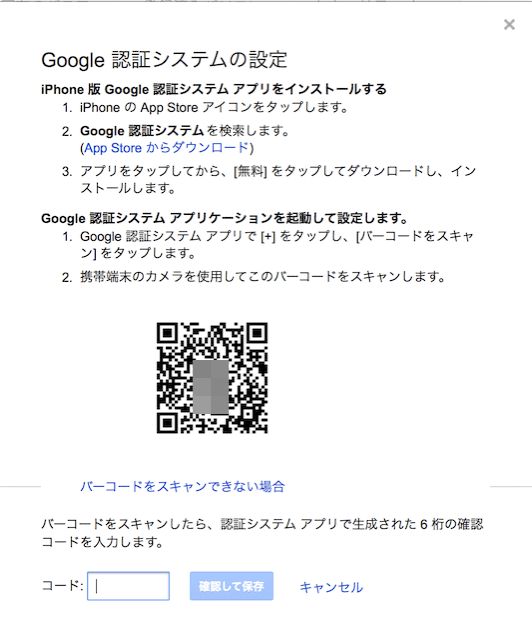 Google 認証システムの設定
iPhone 版 Google 認証システム アプリをインストールする
1. iPhone の App Store アイコンをタップします。
2. Google 認証システムを検索します。
(App Store からダウンロード)
3. アプリをタップしてから、[無料] をタップしてダウンロードし、イン
ストールします。
Google 認証システム アプリケーションを起動して設定します。
1. Google 認証システム アプリで [+] をタップし、[バーコードをスキャ
ン] をタップします。
2. 携帯端末のカメラを使用してこのバーコードをスキャンします。
バーコードをスキャンできない場合
バーコードをスキャンしたら、認証システム アプリで生成された 6 桁の確認
コードを入力します。
コード: 確認して保存 キャンセル